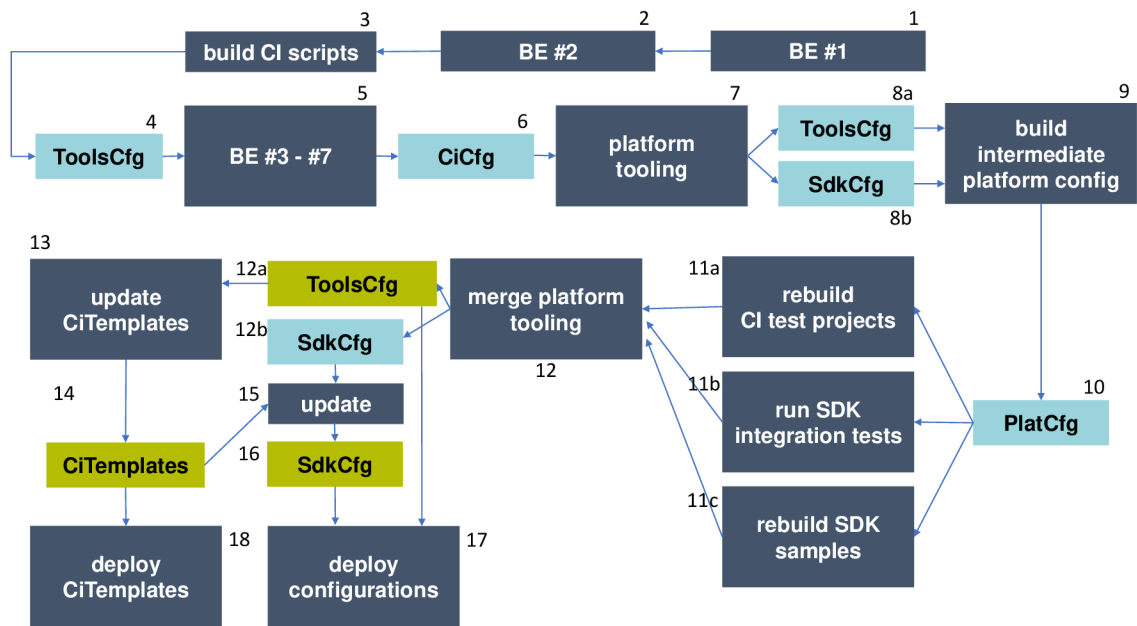 3
2
1
build CI scripts
BE #2
BE #1
4
5
6
7
8a
9
ToolsCfg
BE #3 - #7
CiCfg
platform
tooling
ToolsCfg
SdkCfg
8b
build
intermediate
platform config
13
12a
11a
update
CiTemplates
ToolsCfg
12b
SdkCfg
merge platform
tooling
12
rebuild
CI test projects
14
15
update
11b
run SDK
integration tests
10
PlatCfg
CiTemplates
16
SdkCfg
11c
rebuild SDK
samples
18
deploy
CiTemplates
17
deploy
configurations